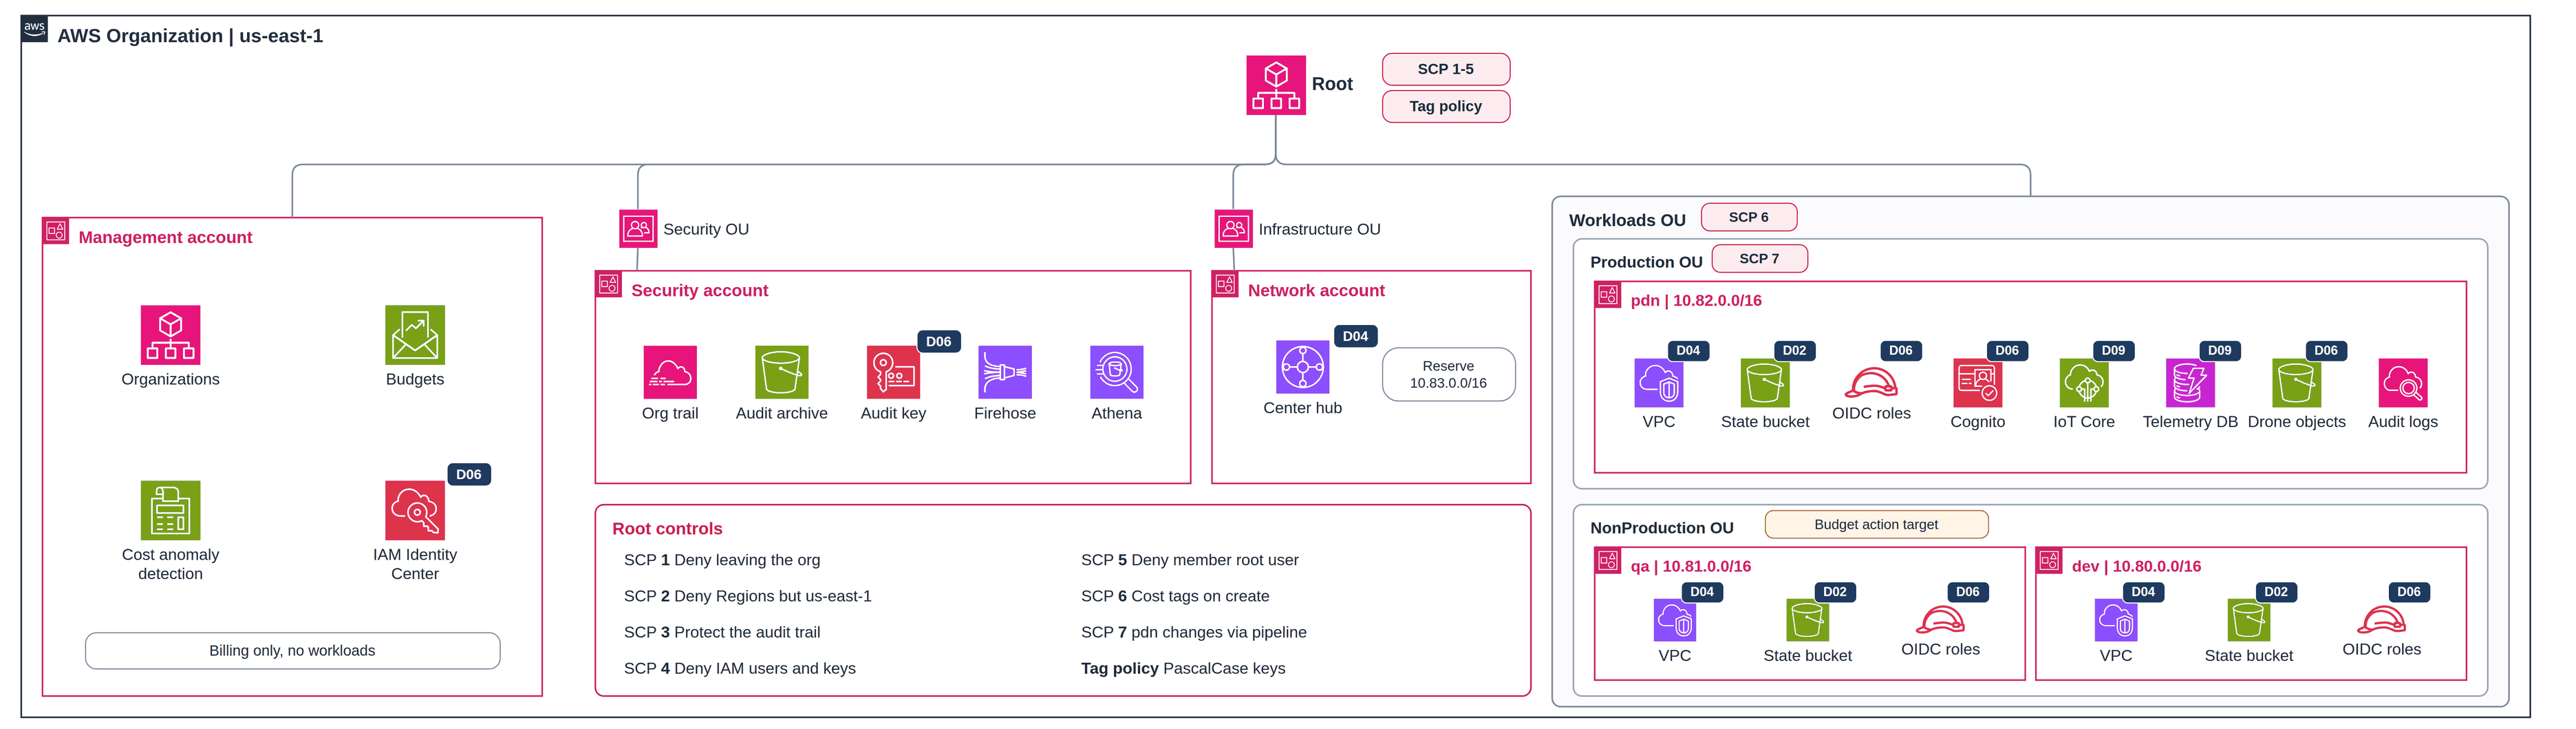 aws
AWS Organization | us-east-1
Root
SCP 1-5
Tag policy
Management account
Organizations
Budgets
Cost anomaly
detection
D06
IAM Identity
Center
Billing only, no workloads
Security OU
Security account
Org trail
Audit archive
D06
Audit key
Firehose
Athena
Infrastructure OU
Network account
D04
Center hub
Reserve
10.83.0.0/16
Root controls
SCP 1 Deny leaving the org
SCP 2 Deny Regions but us-east-1
SCP 3 Protect the audit trail
SCP 4 Deny IAM users and keys
SCP 5 Deny member root user
SCP 6 Cost tags on create
SCP 7 pdn changes via pipeline
Tag policy PascalCase keys
Workloads OU
SCP 6
Production OU
SCP 7
pdn | 10.82.0.0/16
D04
VPC
D02
State bucket
D06
OIDC roles
D06
Cognito
D09
IoT Core
D09
Telemetry DB
D06
Drone objects
Audit logs
NonProduction OU
Budget action target
qa | 10.81.0.0/16
D04
VPC
D02
State bucket
D06
OIDC roles
dev | 10.80.0.0/16
D04
VPC
D02
State bucket
D06
OIDC roles